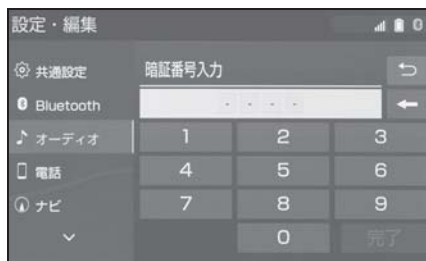 設定・編集
共通設定
暗証番号入力
Bluetooth
- - - -
オーディオ
1 2 3
電話
4 5 6
ナビ
7 8 9
0 完了